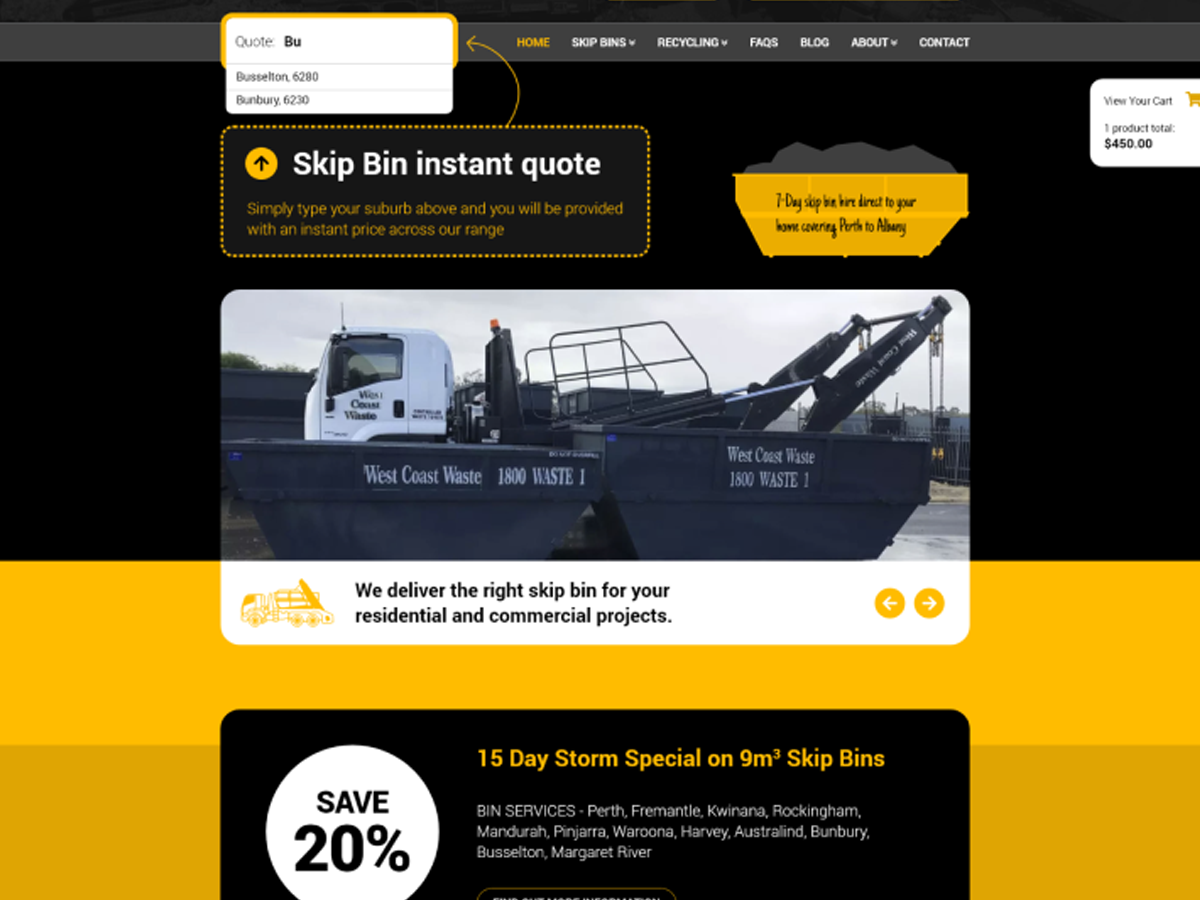 Quote: Bu
HOME SKIP BINS RECYCLING FAQS BLOG ABOUT CONTACT
Busselton, 6280
Bunbury, 6230
View Your Cart
1 product total:
$450.00
Skip Bin instant quote
Simply type your suburb above and you will be provided
with an instant price across our range
7-Day skip bin hire direct to your
home covering Perth to Albany
West Coast Waste
West
Coast
Waste
West Coast Waste 1800 WASTE 1
West Coast Waste
1800 WASTE 1
We deliver the right skip bin for your
residential and commercial projects.
15 Day Storm Special on 9m³ Skip Bins
SAVE
20%
BIN SERVICES - Perth, Fremantle, Kwinana, Rockingham,
Mandurah, Pinjarra, Waroona, Harvey, Australind, Bunbury,
Busselton, Margaret River
FIND OUT MORE INFORMATION